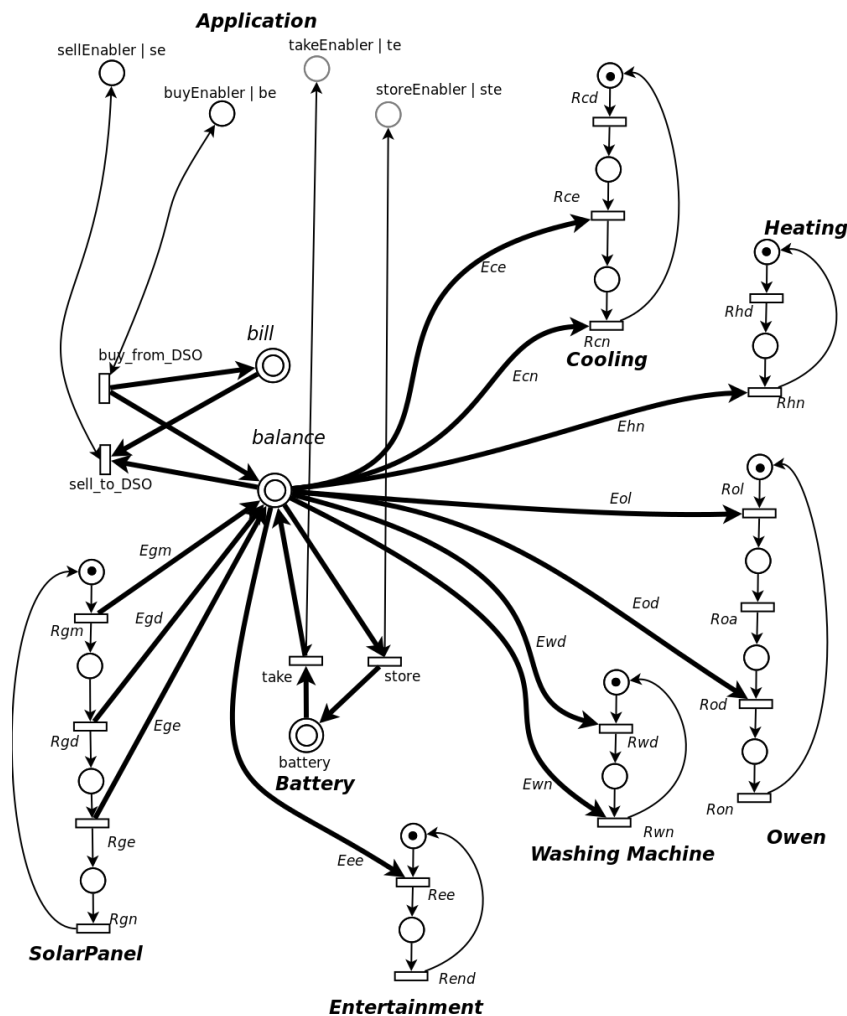 Application
sellEnabler | se
takeEnabler | te
buyEnabler | be
storeEnabler | ste
Rcd
Rce
Heating
Ece
Rhd
bill
Rcn
buy_from_DSO
Cooling
Ecn
Rhn
Ehn
balance
sell_to_DSO
Eol
Rol
Egm
Egd
Eod
Roa
Rgm
Ewd
take
store
Rod
Ege
Rgd
Rwd
battery
Battery
Ewn
Ron
Rwn
Owen
Rge
Washing Machine
Eee
Ree
Rgn
SolarPanel
Rend
Entertainment